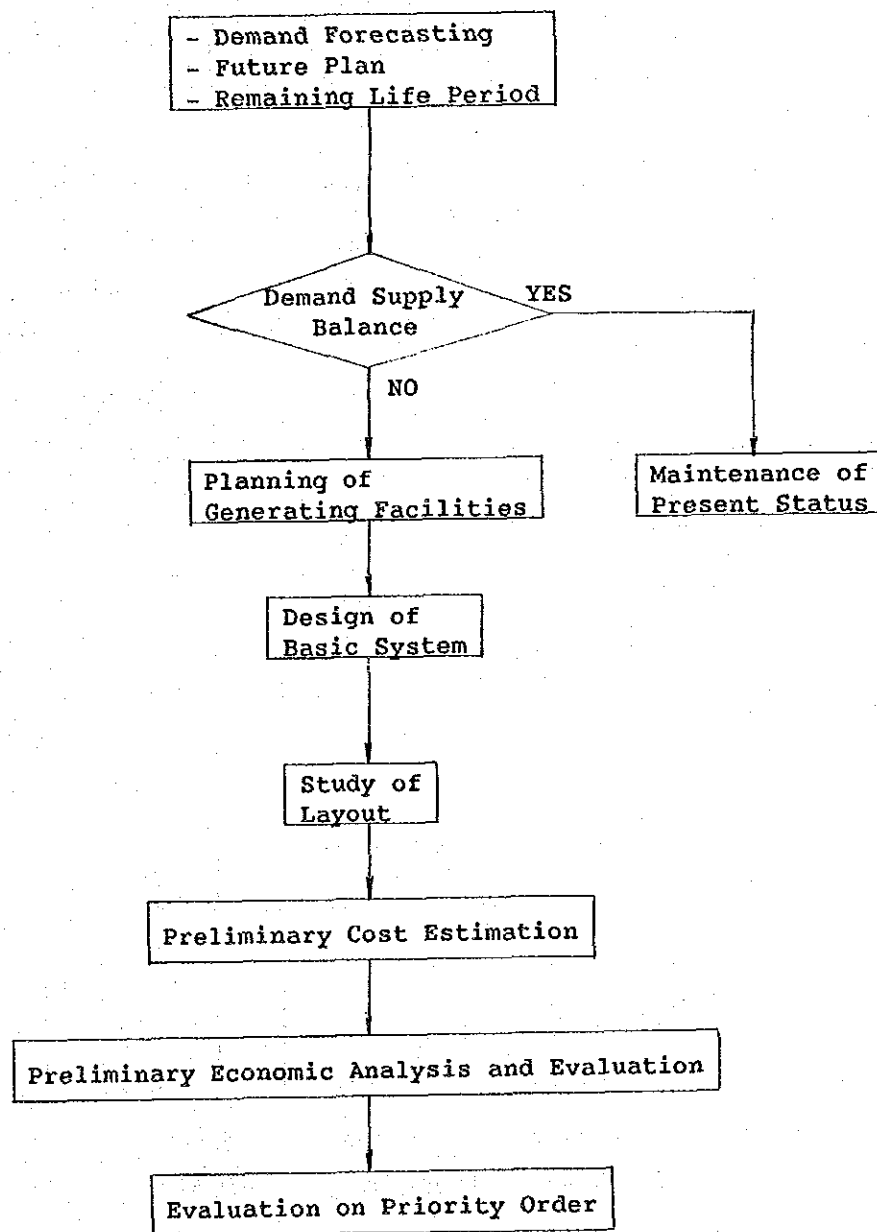 - Demand Forecasting
- Future Plan
- Remaining Life Period
Demand Supply
Balance
YES
NO
Planning of
Generating Facilities
Maintenance of
Present Status
Design of
Basic System
Study of
Layout
Preliminary Cost Estimation
Preliminary Economic Analysis and Evaluation
Evaluation on Priority Order